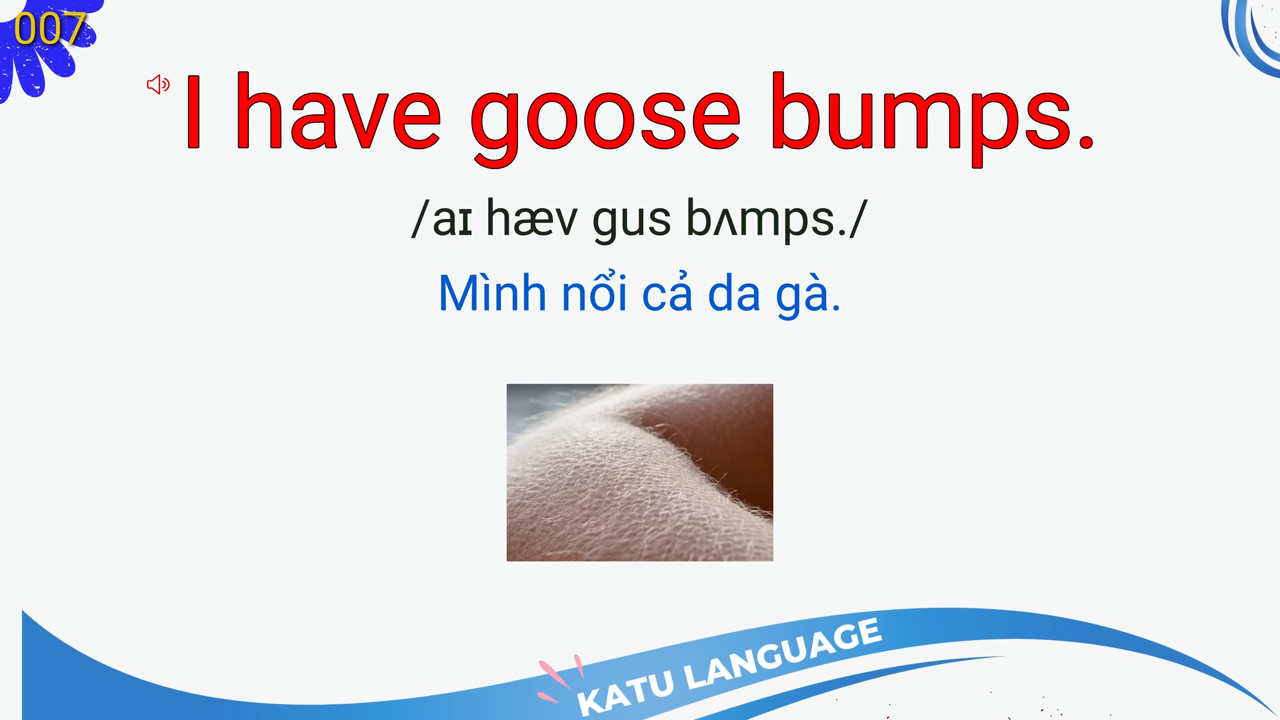 007
I have goose bumps.
/aɪ hæv gus bʌmps./
Mình nổi cả da gà.
KATU LANGUAGE